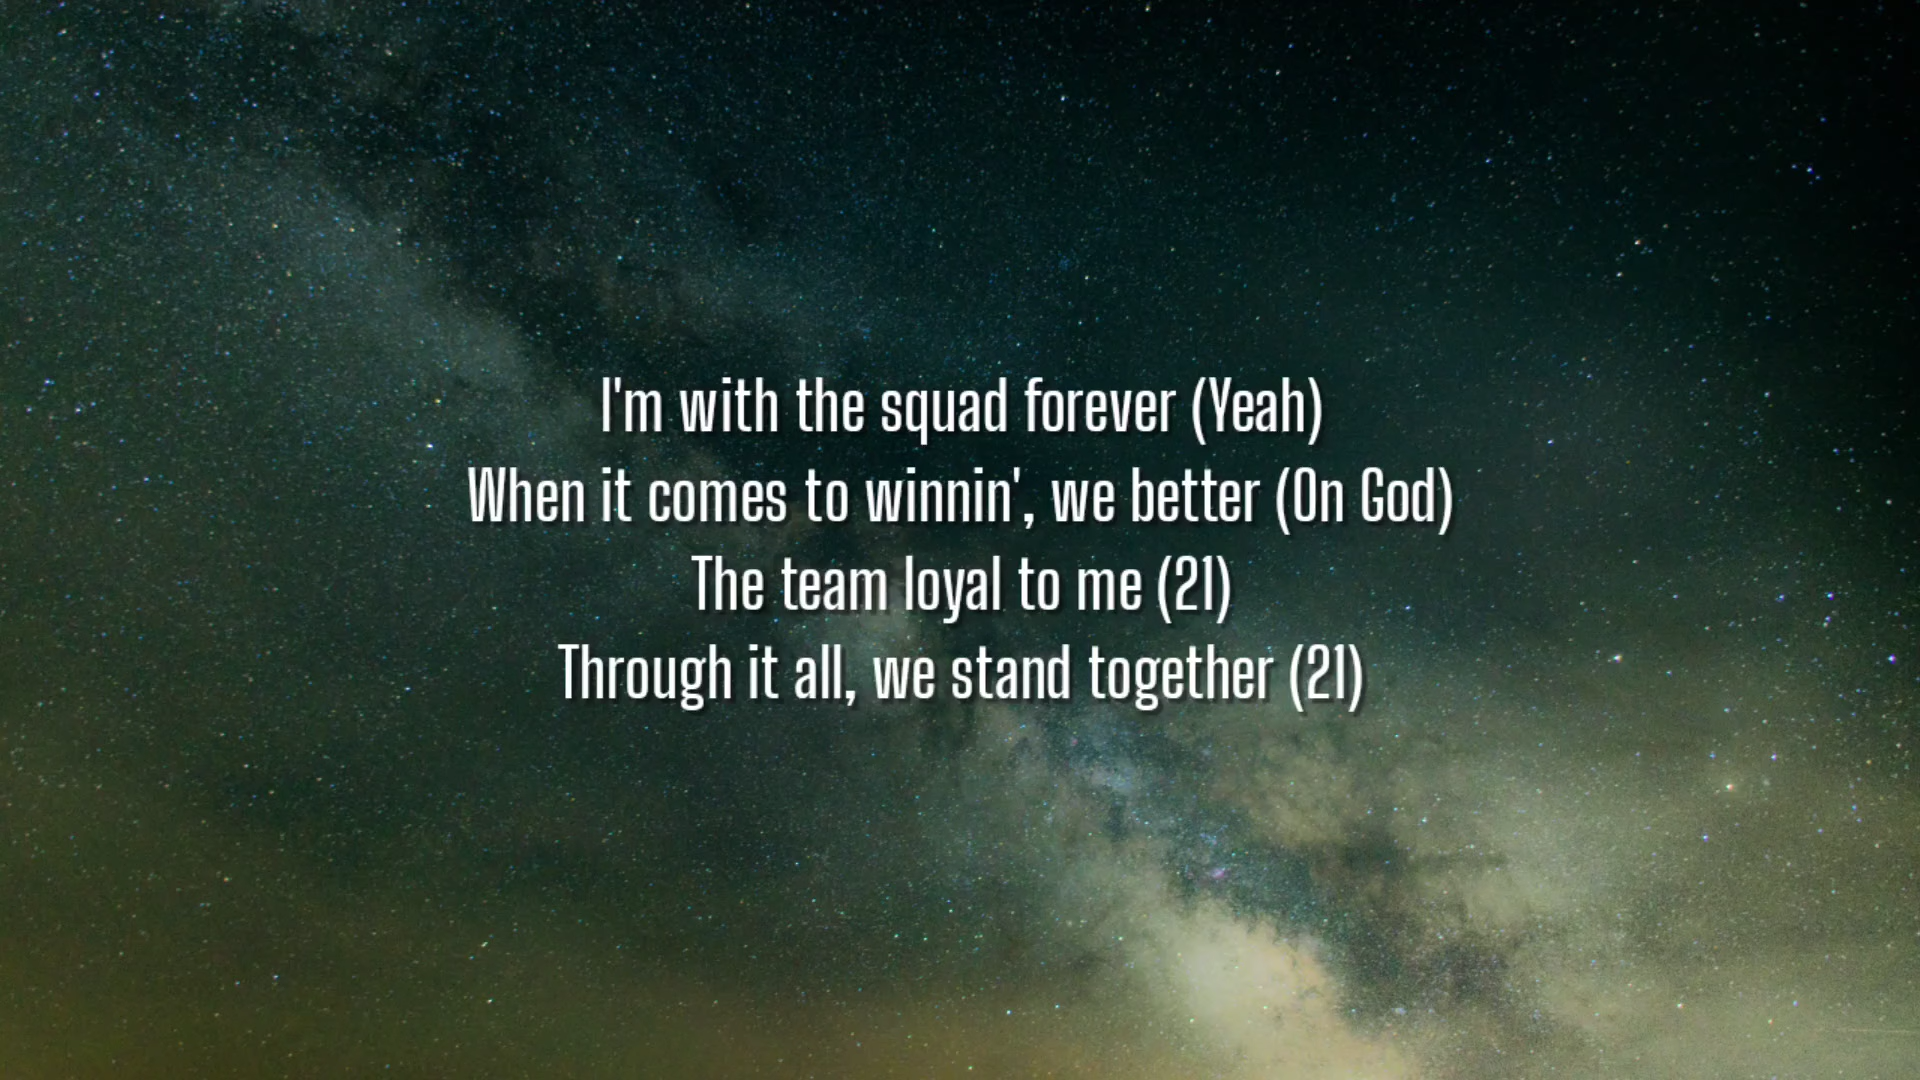 I'm with the squad forever (Yeah)
When it comes to winnin', we better (On God)
The team loyal to me (21)
Through it all, we stand together (21)